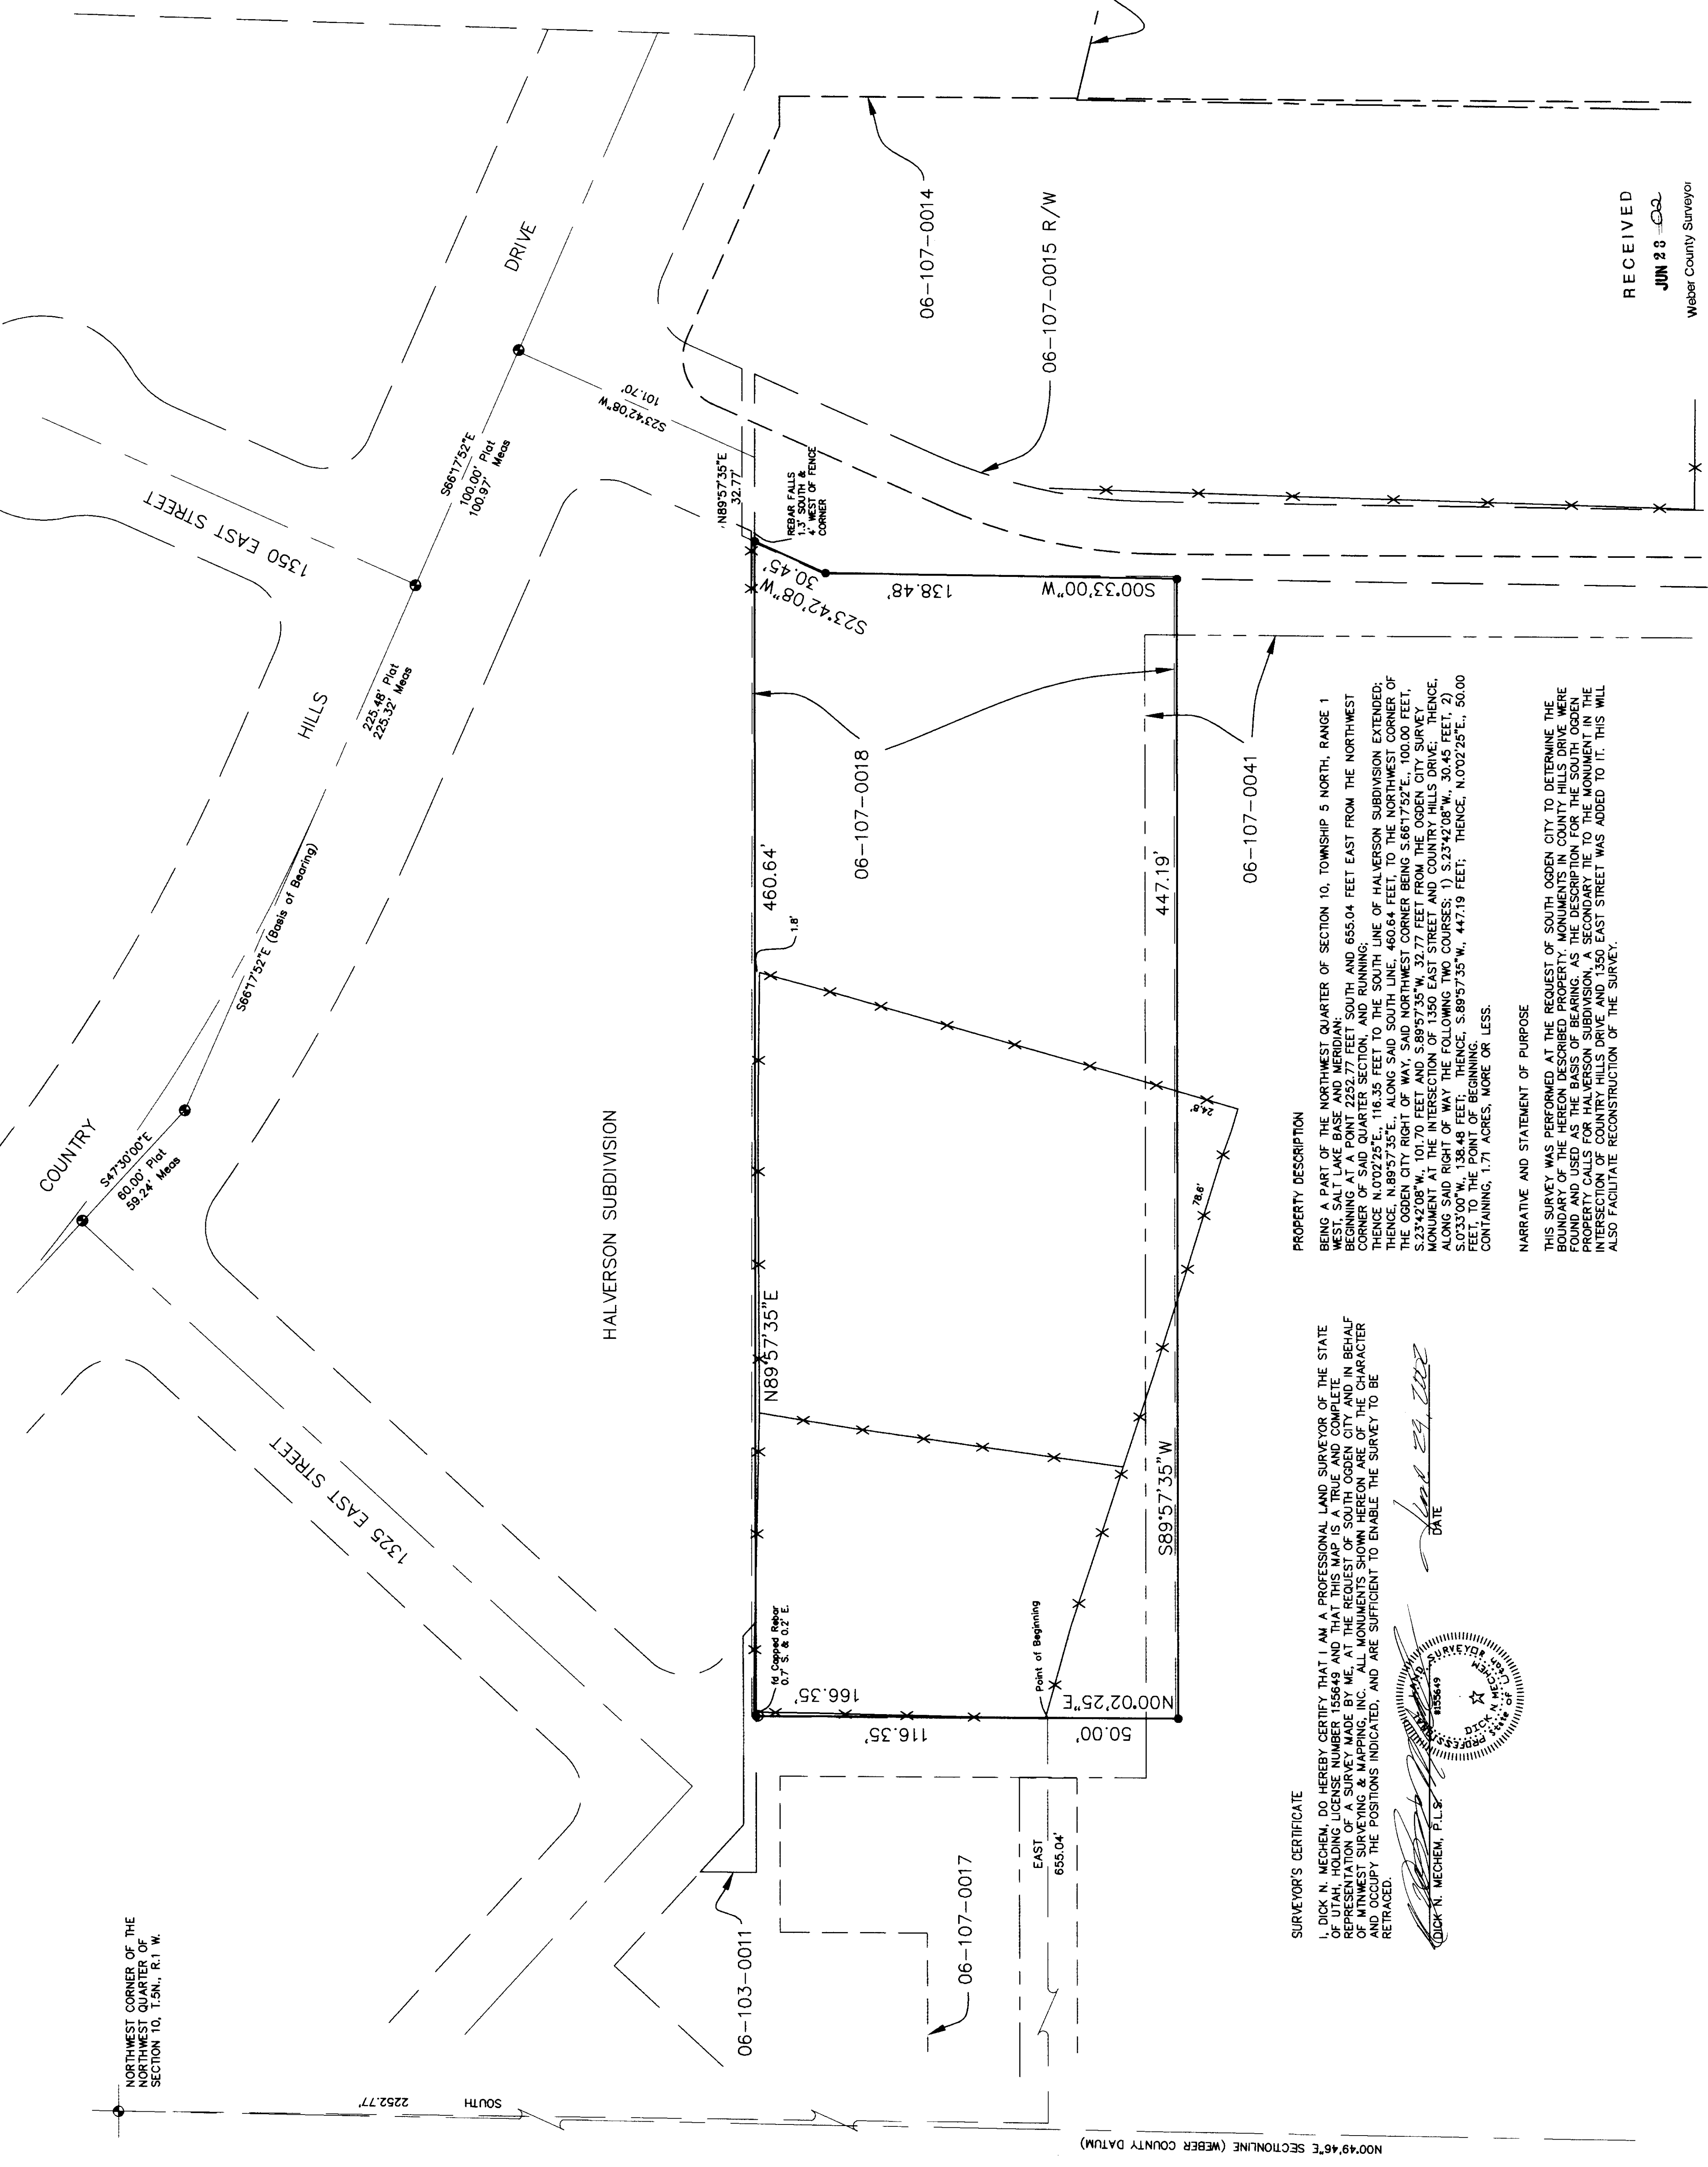 NORTHWEST CORNER OF THE
NORTHWEST QUARTER OF
SECTION 10, T.5N., R.1 W.
SOUTH
2252.77'
N00°49'46"E SECTIONLINE (WEBER COUNTY DATUM)
COUNTRY
HILLS
DRIVE
S47°30'00"E
60.00' Plat
59.24' Meas
S66°17'52"E (Basis of Bearing)
225.48' Plat
225.32' Meas
S66°17'52"E
100.00' Plat
100.97' Meas
1350 EAST STREET
1325 EAST STREET
S23°42'08"W
101.70'
N89°57'35"E
32.77'
REBAR FALLS
1.3' SOUTH &
4' WEST OF FENCE
CORNER
HALVERSON SUBDIVISION
06-103-0011
06-107-0017
EAST
655.04'
fd Capped Rebar
0.7' S. & 0.2' E.
166.35'
116.35'
50.00'
N00°02'25"E
Point of Beginning
N89°57'35"E
460.64'
1.8'
24.8'
78.6'
S89°57'35"W
447.19'
S23°42'08"W
30.45'
138.48'
S00°33'00"W
06-107-0018
06-107-0041
06-107-0014
06-107-0015 R/W
SURVEYOR'S CERTIFICATE
I, DICK N. MECHEM, DO HEREBY CERTIFY THAT I AM A PROFESSIONAL LAND SURVEYOR OF THE STATE
OF UTAH, HOLDING LICENSE NUMBER 155649 AND THAT THIS MAP IS A TRUE AND COMPLETE
REPRESENTATION OF A SURVEY MADE BY ME, AT THE REQUEST OF SOUTH OGDEN CITY AND IN BEHALF
OF MTNWEST SURVEYING & MAPPING, INC. ALL MONUMENTS SHOWN HEREON ARE OF THE CHARACTER
AND OCCUPY THE POSITIONS INDICATED, AND ARE SUFFICIENT TO ENABLE THE SURVEY TO BE
RETRACED.
DICK N. MECHEM, P.L.S.
June 24, 2002
DATE
PROFESSIONAL LAND SURVEYOR
#155649
DICK N MECHEM
State of Utah
PROPERTY DESCRIPTION
BEING A PART OF THE NORTHWEST QUARTER OF SECTION 10, TOWNSHIP 5 NORTH, RANGE 1
WEST, SALT LAKE BASE AND MERIDIAN:
BEGINNING AT A POINT 2252.77 FEET SOUTH AND 655.04 FEET EAST FROM THE NORTHWEST
CORNER OF SAID QUARTER SECTION, AND RUNNING;
THENCE N.0°02'25"E., 116.35 FEET TO THE SOUTH LINE OF HALVERSON SUBDIVISION EXTENDED;
THENCE, N.89°57'35"E., ALONG SAID SOUTH LINE, 460.64 FEET, TO THE NORTHWEST CORNER OF
THE OGDEN CITY RIGHT OF WAY, SAID NORTHWEST CORNER BEING S.66°17'52"E., 100.00 FEET,
S.23°42'08"W., 101.70 FEET AND S.89°57'35"W, 32.77 FEET FROM THE OGDEN CITY SURVEY
MONUMENT AT THE INTERSECTION OF 1350 EAST STREET AND COUNTRY HILLS DRIVE; THENCE,
ALONG SAID RIGHT OF WAY THE FOLLOWING TWO COURSES; 1) S.23°42'08"W., 30.45 FEET, 2)
S.0°33'00"W., 138.48 FEET; THENCE, S.89°57'35"W., 447.19 FEET; THENCE, N.0°02'25"E., 50.00
FEET, TO THE POINT OF BEGINNING.
CONTAINING, 1.71 ACRES, MORE OR LESS.
NARRATIVE AND STATEMENT OF PURPOSE
THIS SURVEY WAS PERFORMED AT THE REQUEST OF SOUTH OGDEN CITY TO DETERMINE THE
BOUNDARY OF THE HEREON DESCRIBED PROPERTY. MONUMENTS IN COUNTY HILLS DRIVE WERE
FOUND AND USED AS THE BASIS OF BEARING. AS THE DESCRIPTION FOR THE SOUTH OGDEN
PROPERTY CALLS FOR HALVERSON SUBDIVISION, A SECONDARY TIE TO THE MONUMENT IN THE
INTERSECTION OF COUNTRY HILLS DRIVE AND 1350 EAST STREET WAS ADDED TO IT. THIS WILL
ALSO FACILITATE RECONSTRUCTION OF THE SURVEY.
RECEIVED
JUN 28 02
Weber County Surveyor